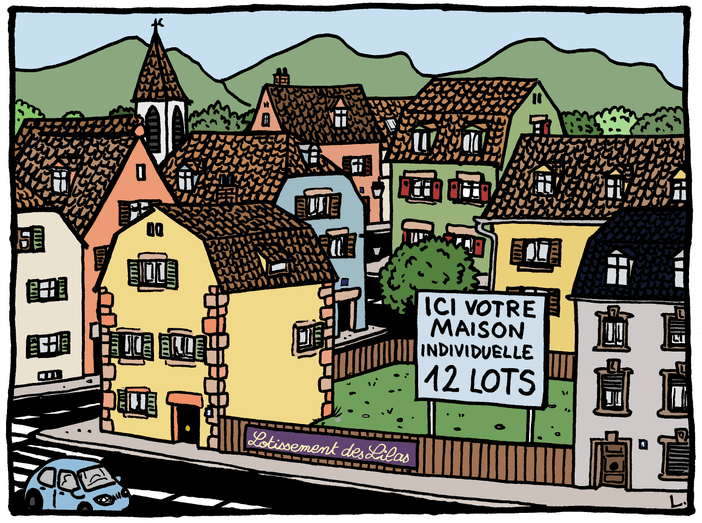 ICI VOTRE
MAISON
INDIVIDUELLE
12 LOTS
Lotissement des Lilas
L.